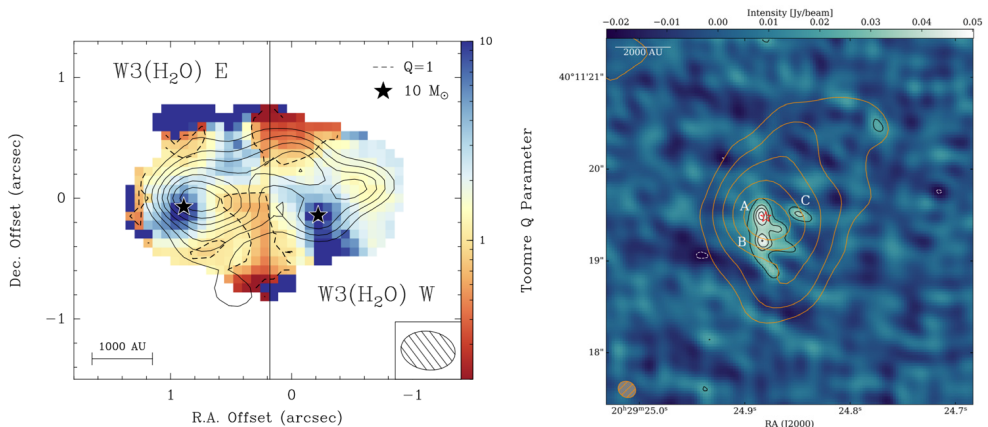 W3(H₂O) E
Q=1
10 M☉
W3(H₂O) W
1000 AU
1
0
−1
Dec. Offset (arcsec)
1
0
−1
R.A. Offset (arcsec)
10
1
Toomre Q Parameter
Intensity [Jy/beam]
−0.02 −0.01 0.00 0.01 0.02 0.03 0.04 0.05
2000 AU
A
C
B
40°11'21"
20"
19"
18"
20ʰ29ᵐ25.0ˢ 24.9ˢ 24.8ˢ 24.7ˢ
RA (J2000)